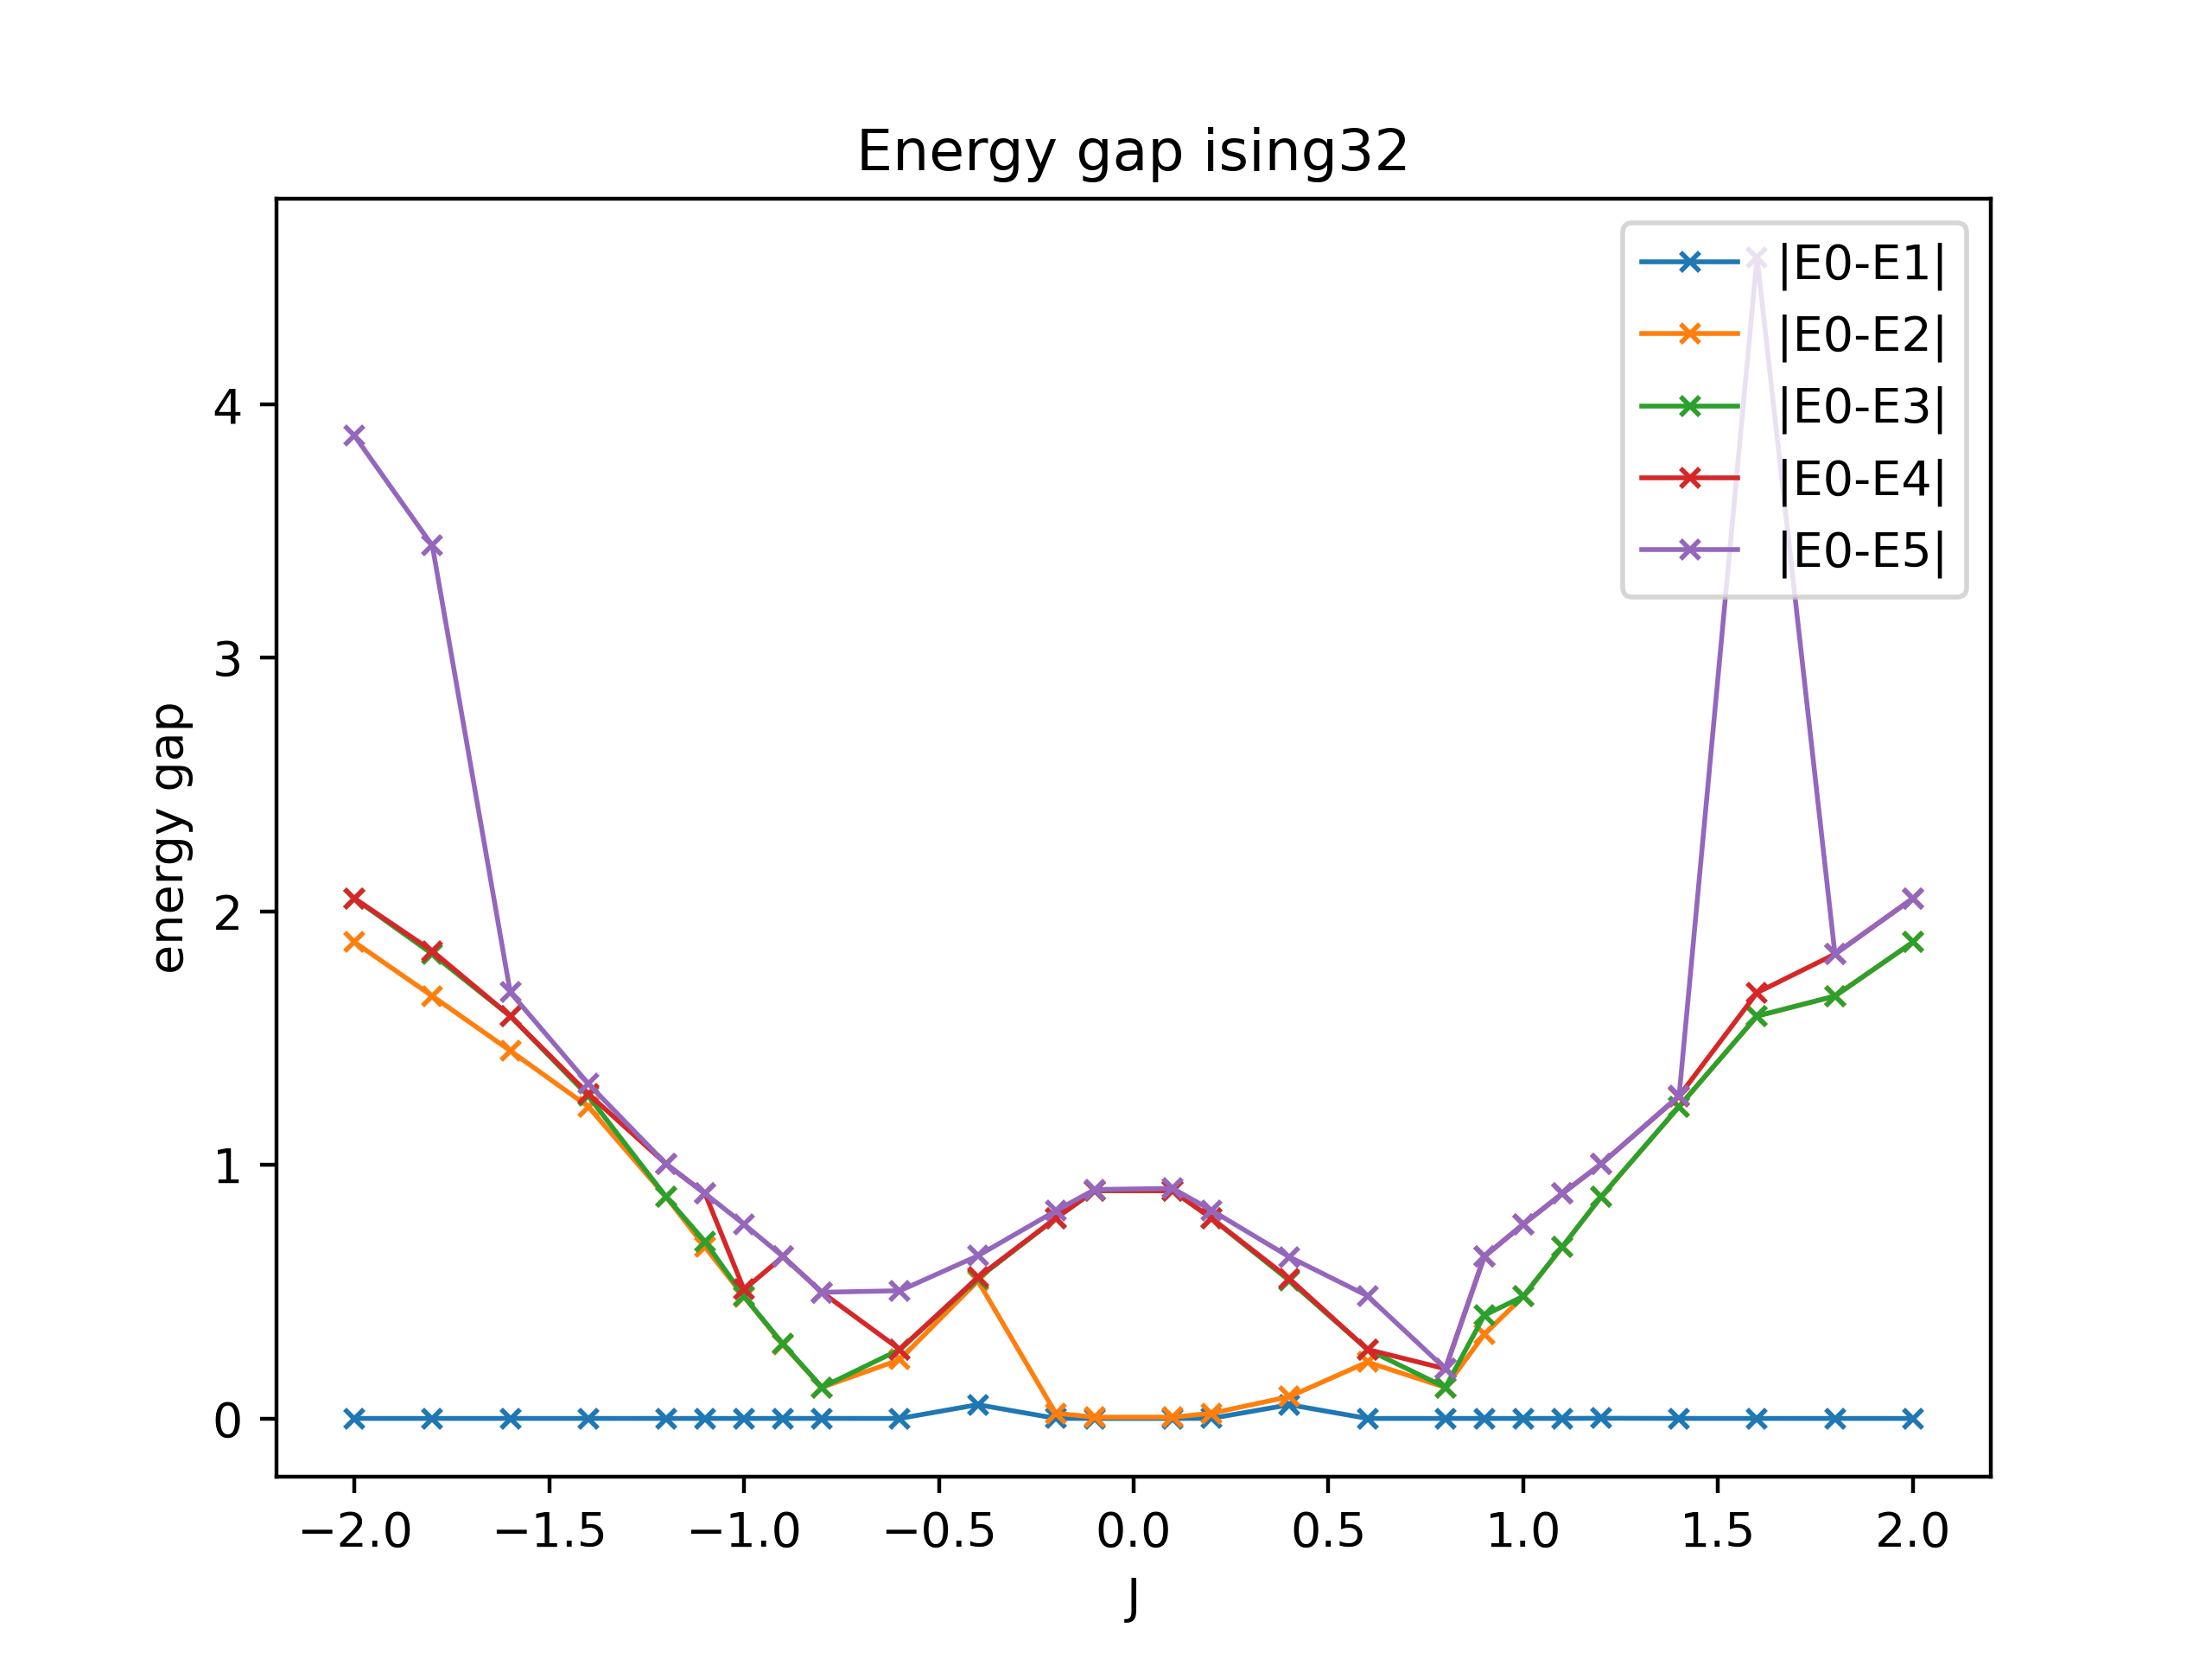 Energy gap ising32
|E0-E1|
|E0-E2|
|E0-E3|
|E0-E4|
|E0-E5|
4
3
2
1
0
energy gap
−2.0 −1.5 −1.0 −0.5 0.0 0.5 1.0 1.5 2.0
J